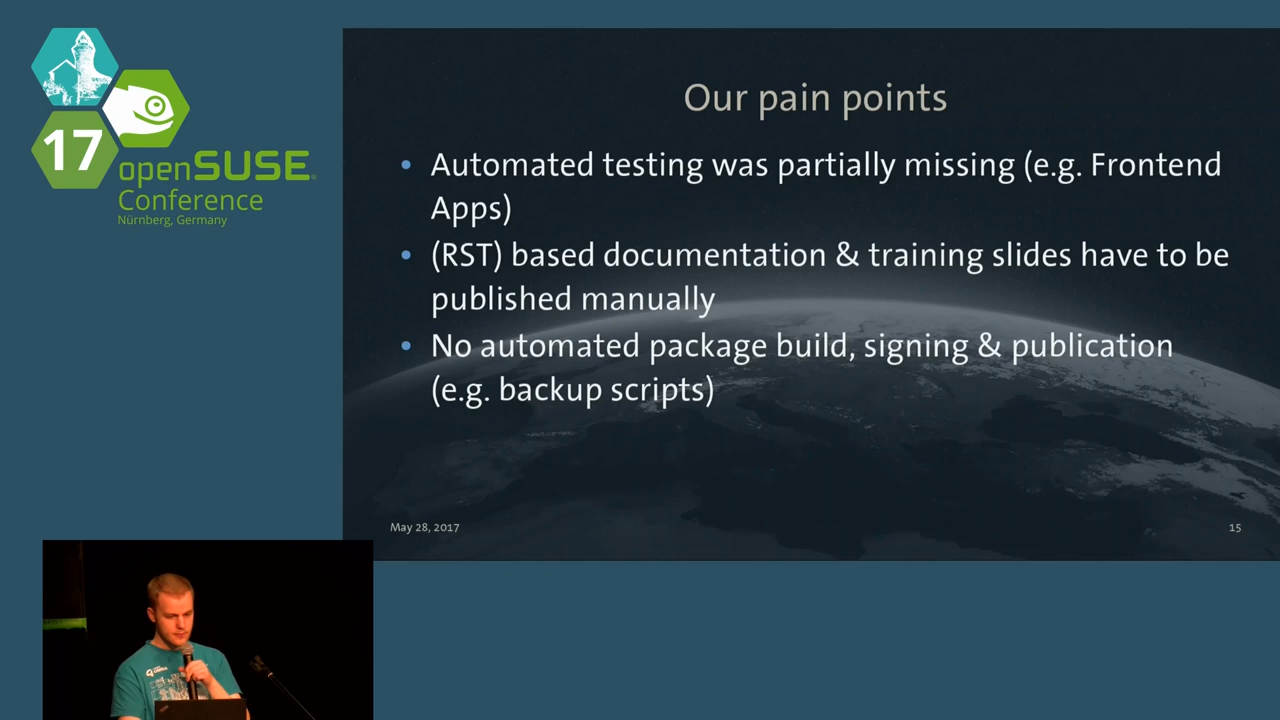 17
openSUSE
Conference
Nürnberg, Germany
Our pain points
• Automated testing was partially missing (e.g. Frontend
Apps)
• (RST) based documentation & training slides have to be
published manually
• No automated package build, signing & publication
(e.g. backup scripts)
May 28, 2017
15